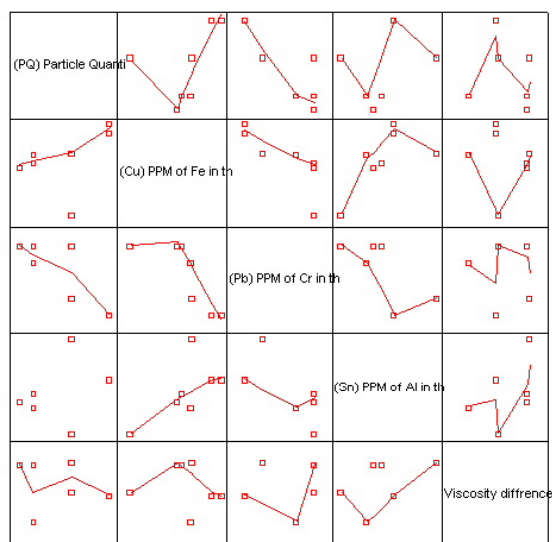 (PQ) Particle Quanti
(Cu) PPM of Fe in th
(Pb) PPM of Cr in th
(Sn) PPM of Al in th
Viscosity diffrence